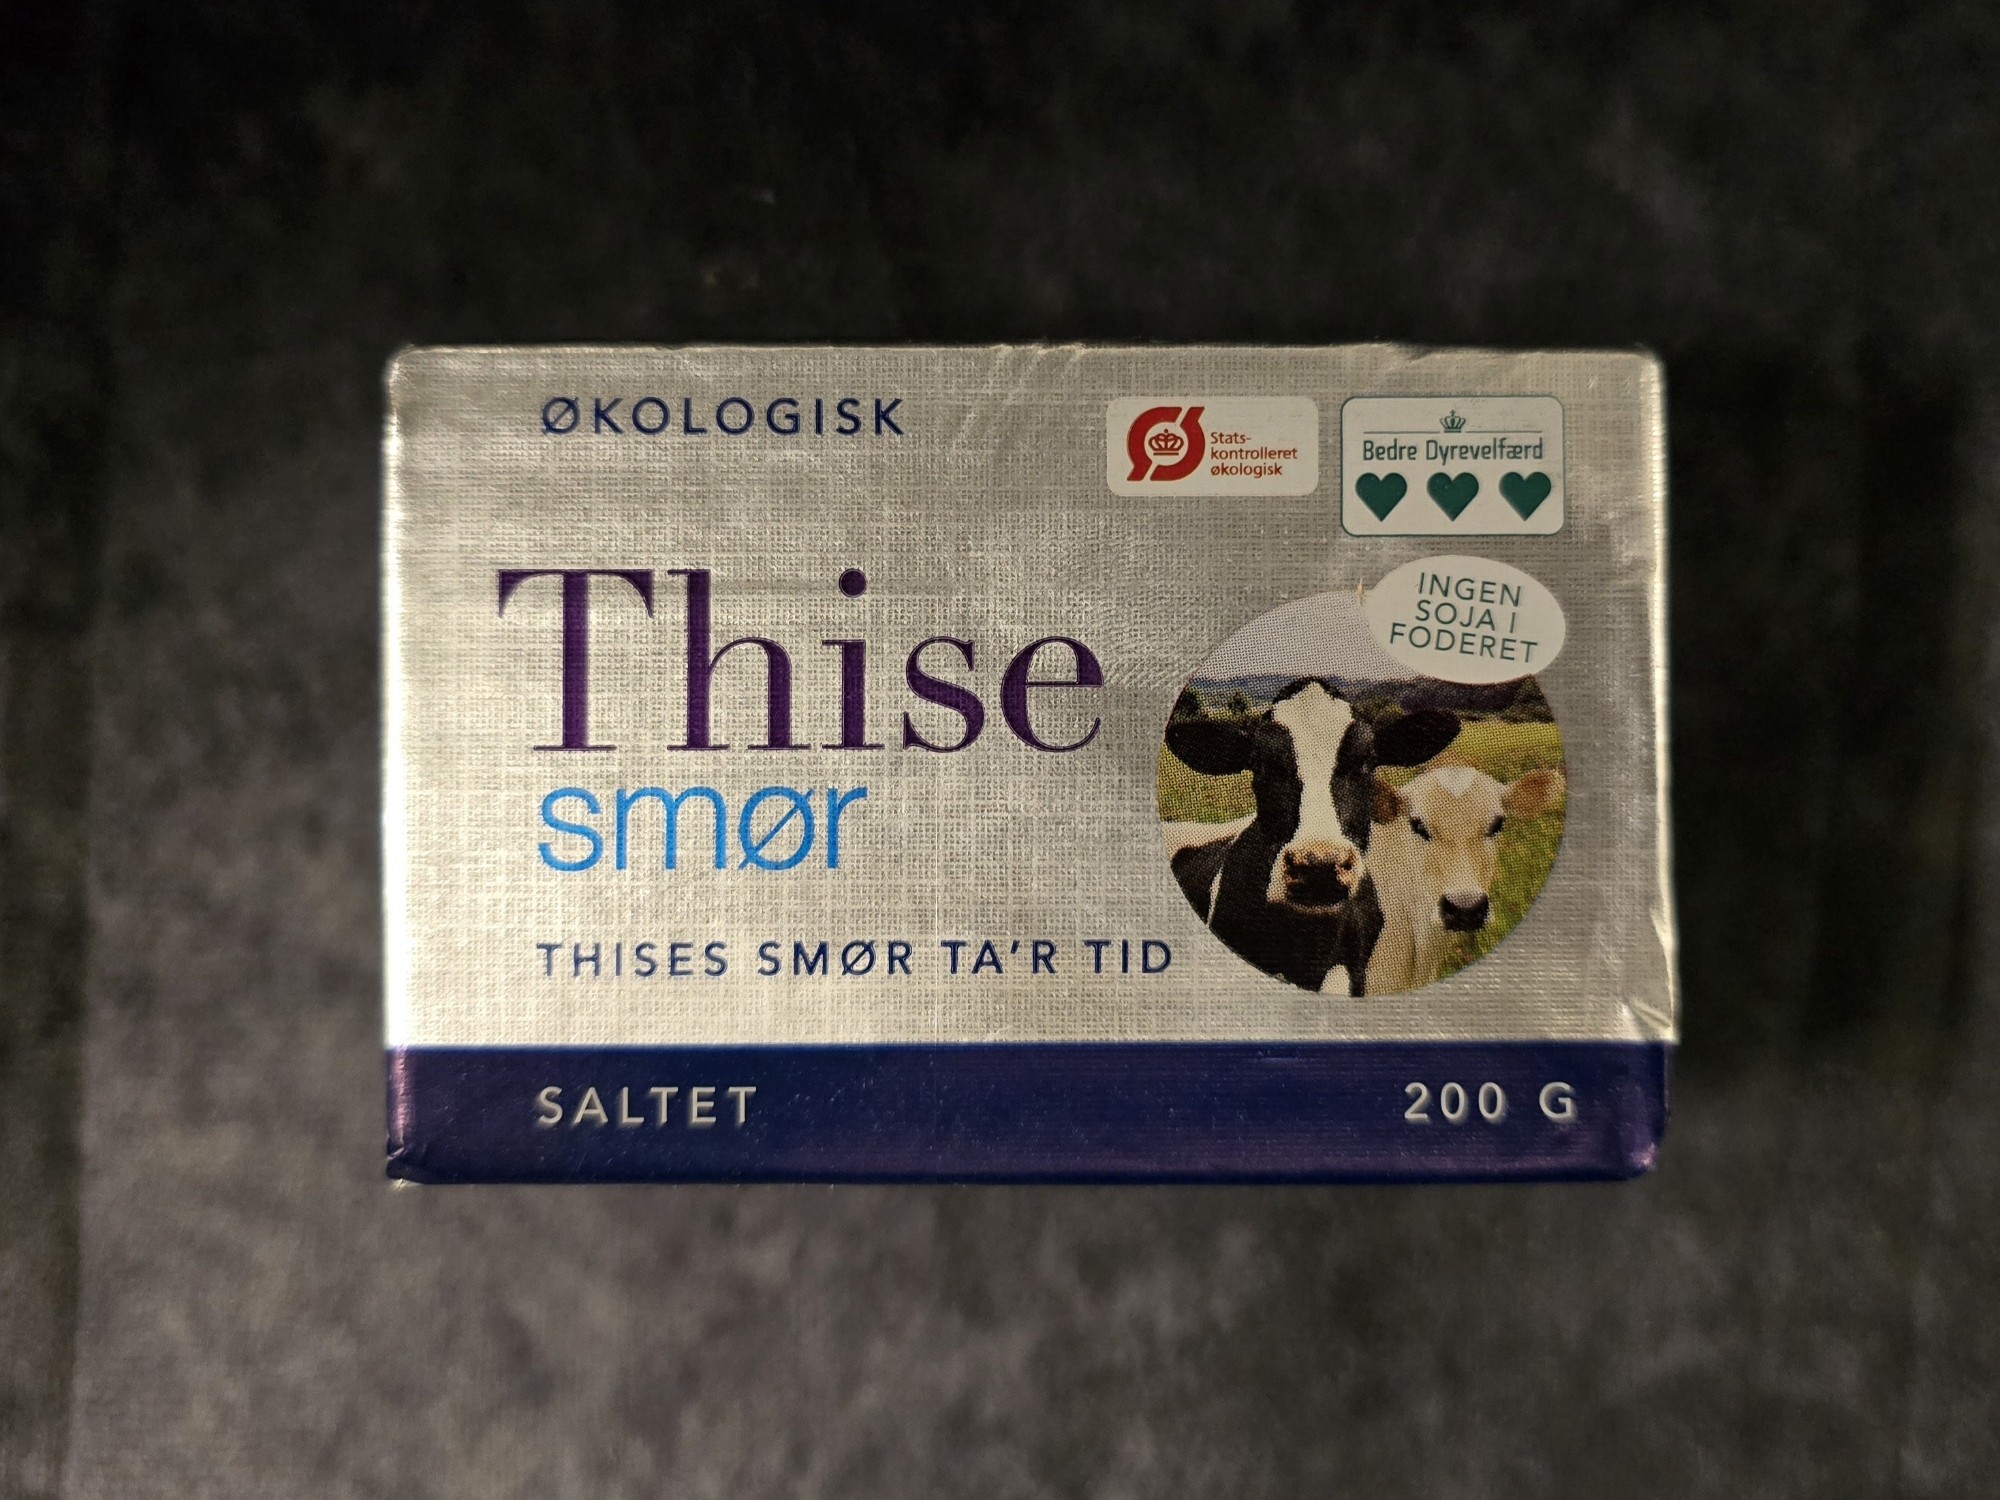 ØKOLOGISK
Stats-
kontrolleret
økologisk
Bedre Dyrevelfærd
INGEN
SOJA I
FODERET
Thise
smør
THISES SMØR TA'R TID
SALTET
200 G